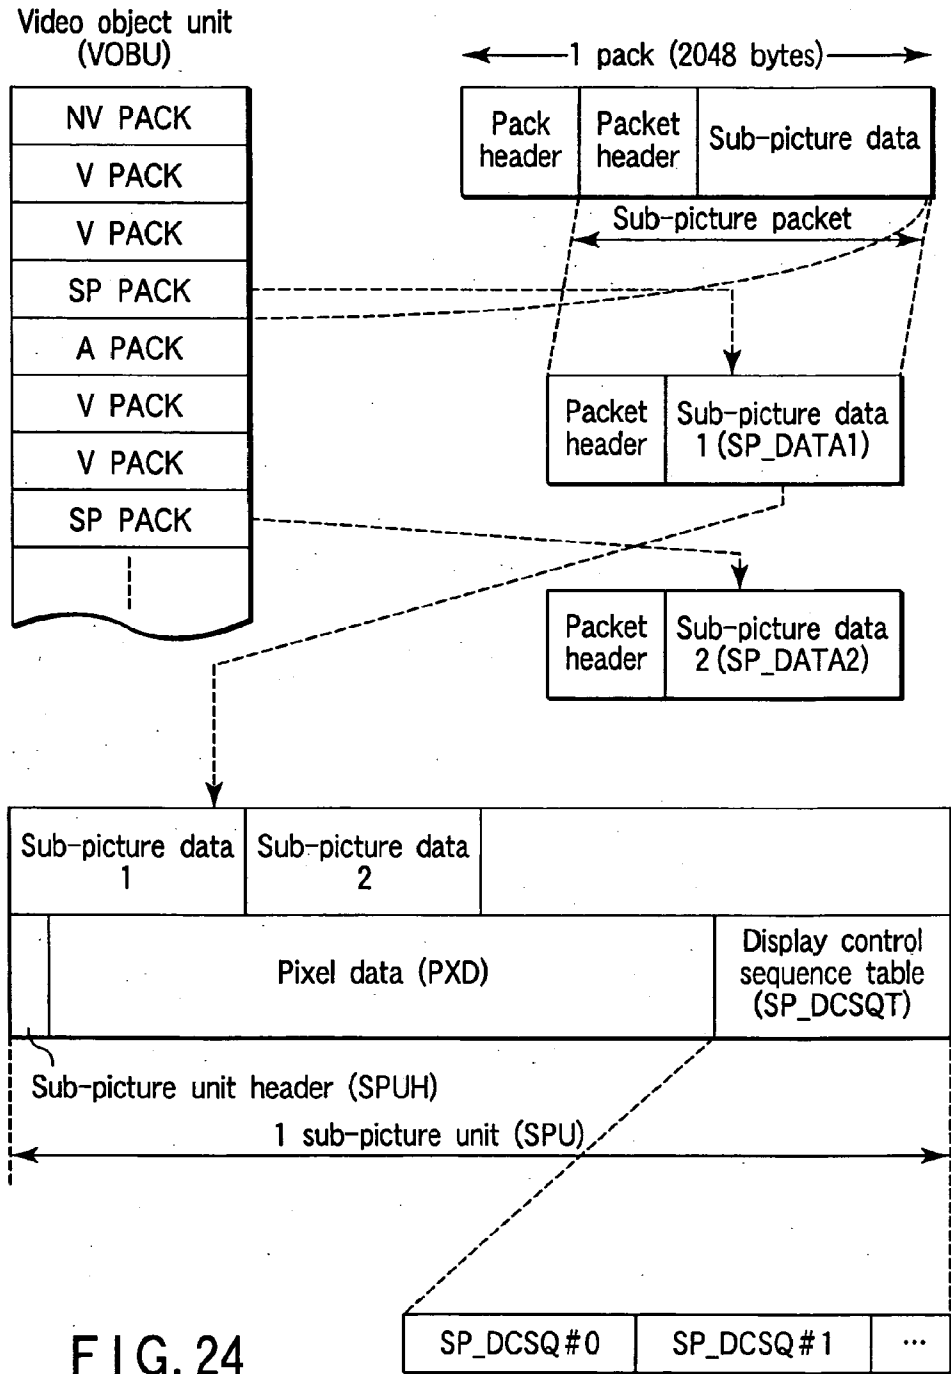 Video object unit
(VOBU)
NV PACK
V PACK
V PACK
SP PACK
A PACK
V PACK
V PACK
SP PACK
1 pack (2048 bytes)
Pack
header
Packet
header
Sub-picture data
Sub-picture packet
Packet
header
Sub-picture data
1 (SP_DATA1)
Packet
header
Sub-picture data
2 (SP_DATA2)
Sub-picture data
1
Sub-picture data
2
Pixel data (PXD)
Display control
sequence table
(SP_DCSQT)
Sub-picture unit header (SPUH)
1 sub-picture unit (SPU)
SP_DCSQ#0
SP_DCSQ#1
...
FIG. 24